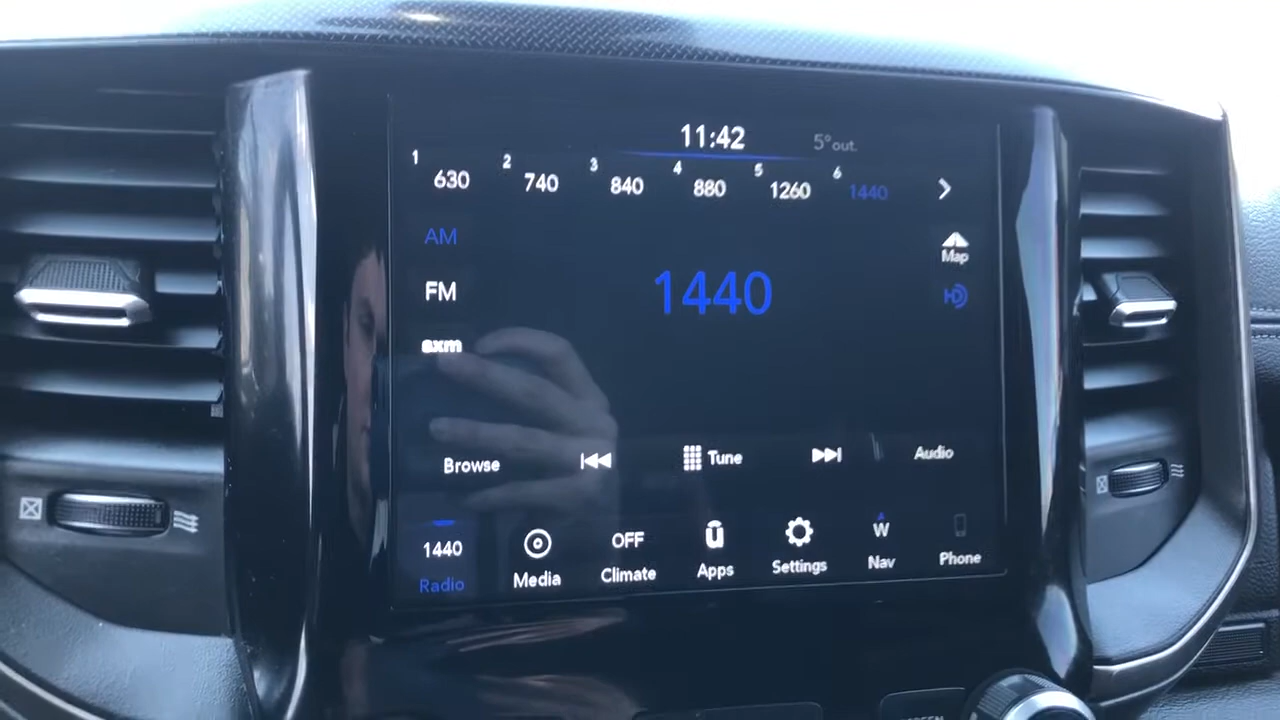 11:42 5°out.
1 630 2 740 3 840 4 880 5 1260 6 1440
AM
1440
Map
FM
HD
sxm
Browse Tune Audio
1440 OFF W
Radio Media Climate Apps Settings Nav Phone